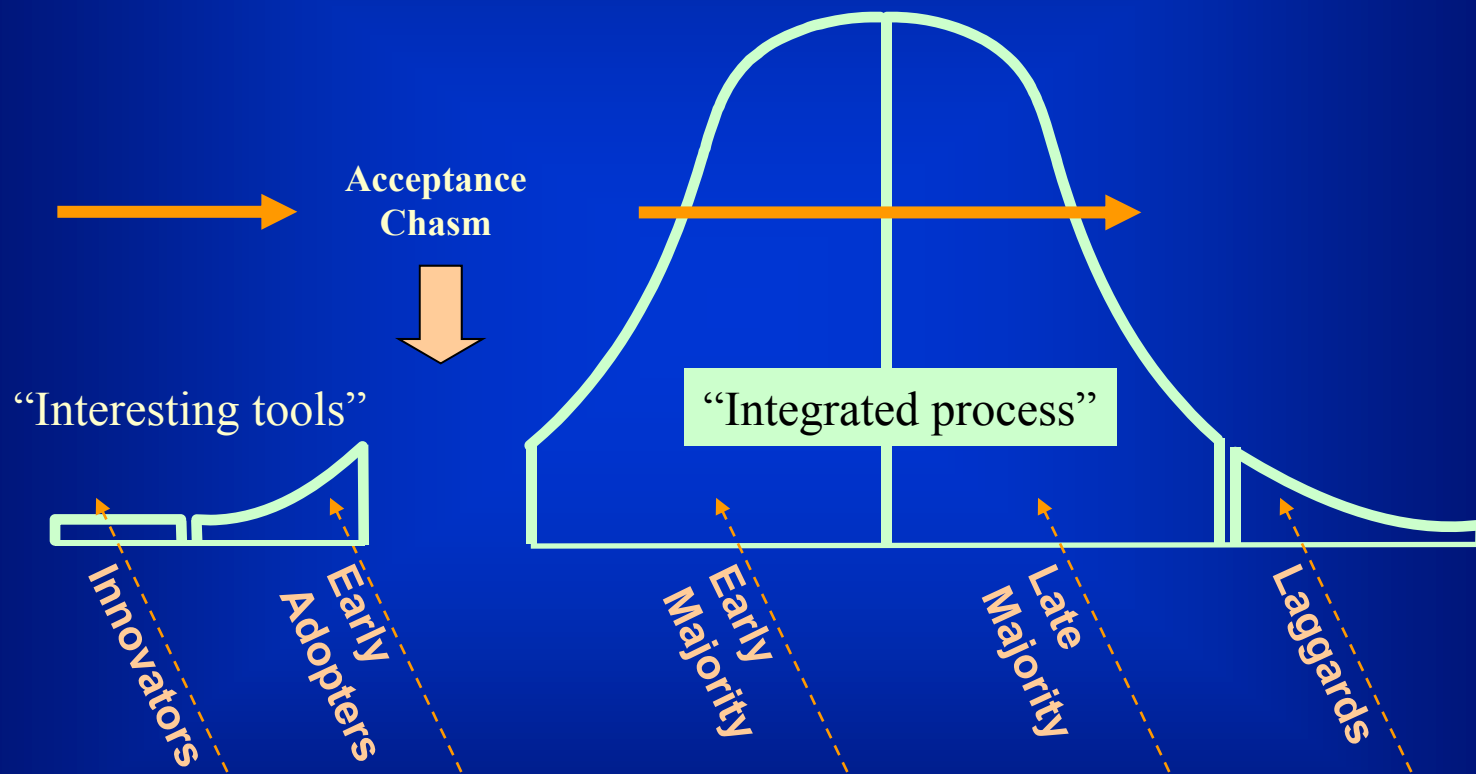 Acceptance
Chasm
“Interesting tools”
“Integrated process”
Innovators
Early
Adopters
Early
Majority
Late
Majority
Laggards